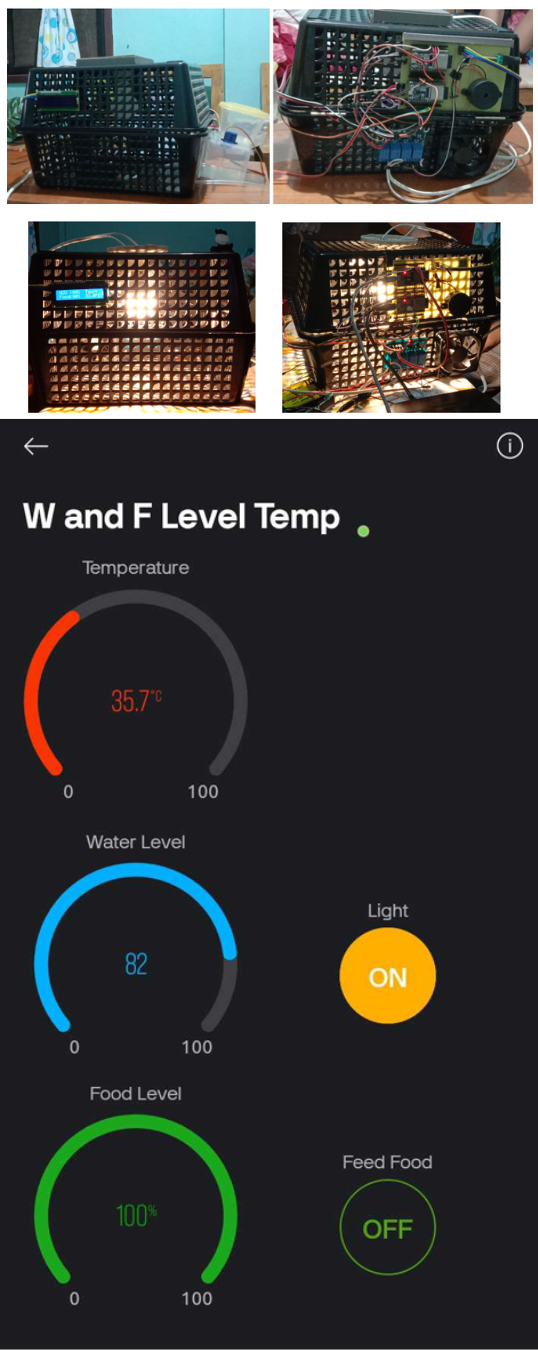 W and F Level Temp
Temperature
35.7°C
0 100
Water Level
82
0 100
Light
ON
Food Level
100%
0 100
Feed Food
OFF